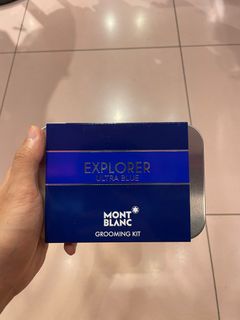 EXPLORER
ULTRA BLUE
MONT
BLANC
GROOMING KIT